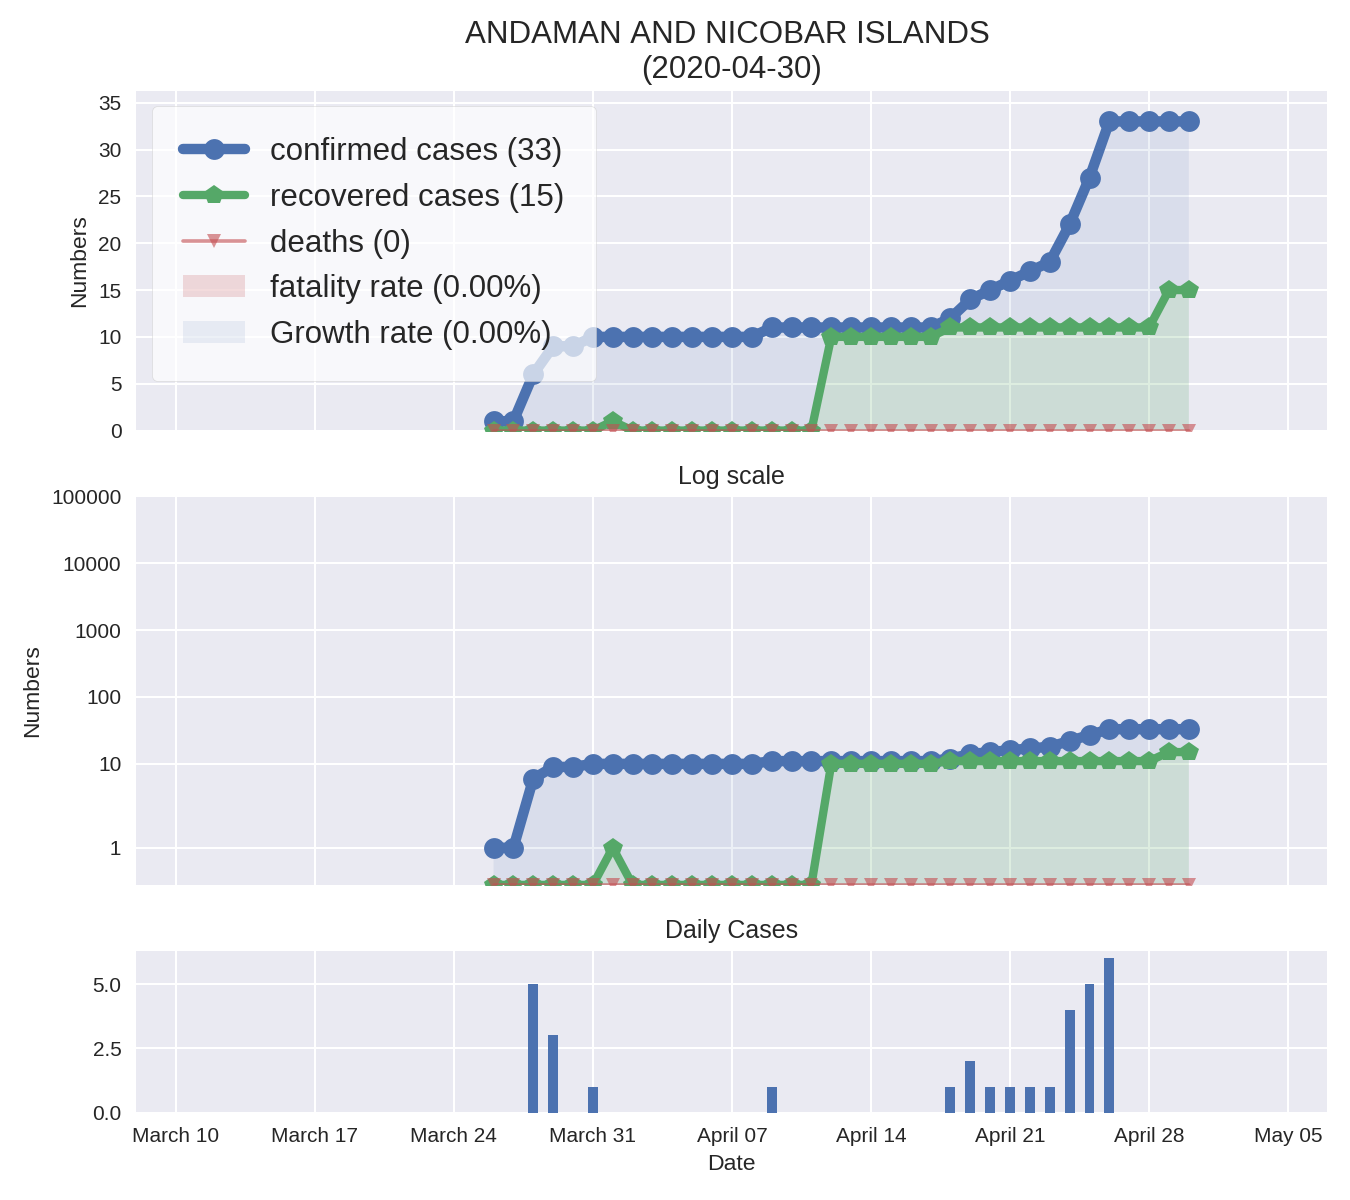 ANDAMAN AND NICOBAR ISLANDS
(2020-04-30)
35
30
25
20
15
10
5
0
Numbers
confirmed cases (33)
recovered cases (15)
deaths (0)
fatality rate (0.00%)
Growth rate (0.00%)
Log scale
100000
10000
1000
100
10
1
Numbers
Daily Cases
5.0
2.5
0.0
March 10 March 17 March 24 March 31 April 07 April 14 April 21 April 28 May 05
Date